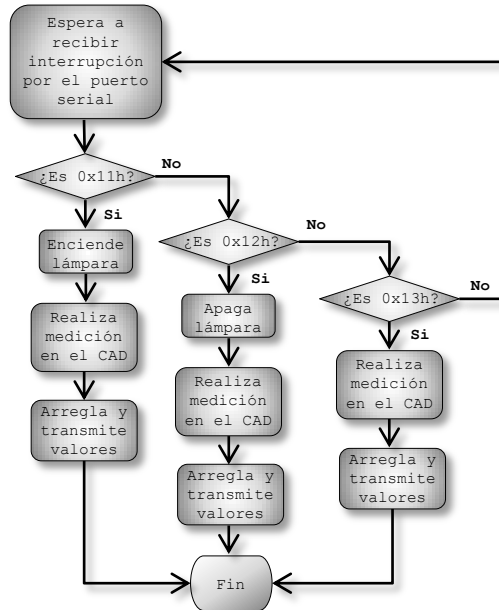 Espera a
recibir
interrupción
por el puerto
serial
¿Es 0x11h?
No
Si
Enciende
lámpara
Realiza
medición
en el CAD
Arregla y
transmite
valores
¿Es 0x12h?
No
Si
Apaga
lámpara
Realiza
medición
en el CAD
Arregla y
transmite
valores
¿Es 0x13h?
No
Si
Realiza
medición
en el CAD
Arregla y
transmite
valores
Fin